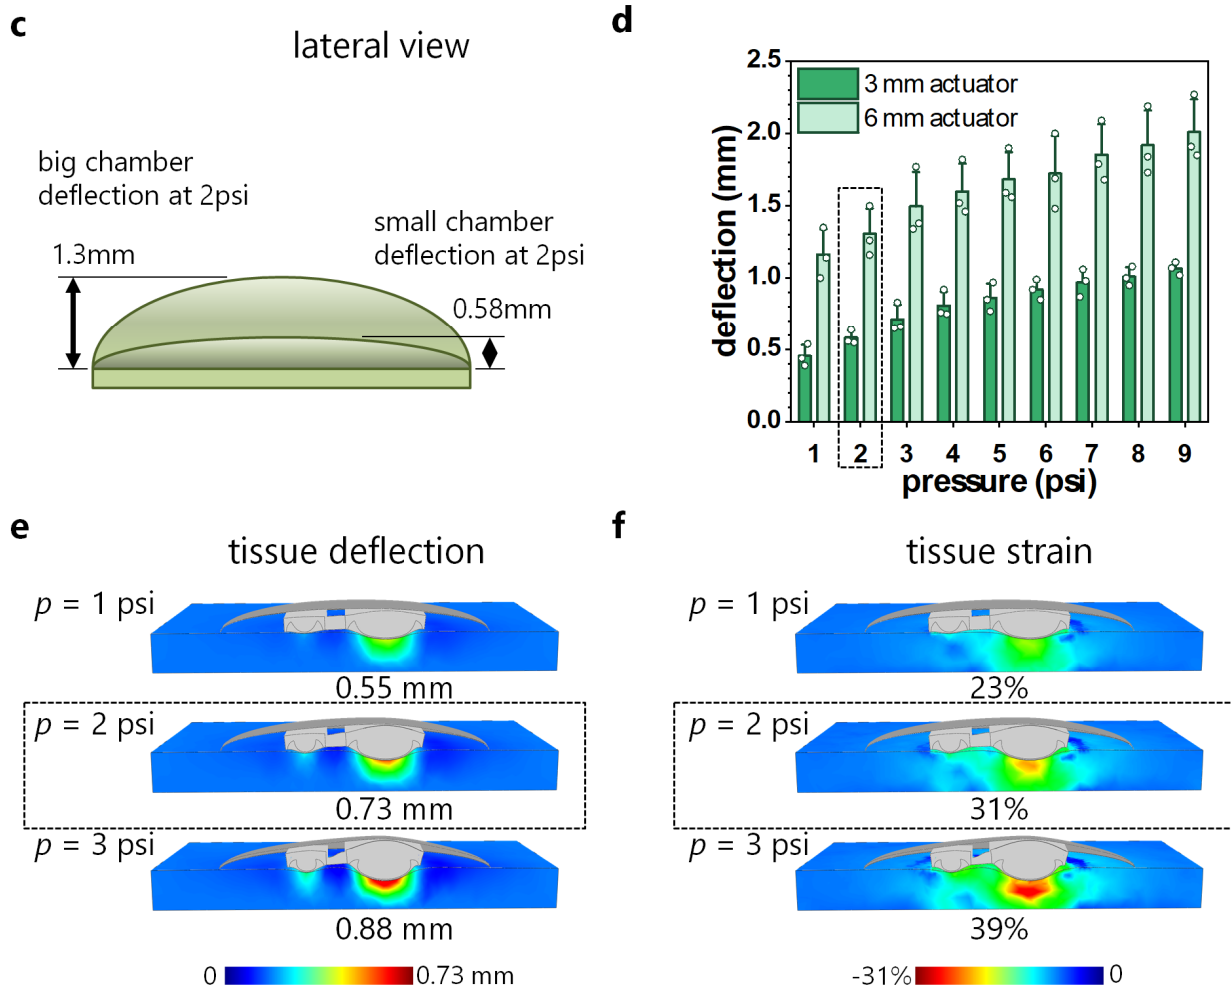 c
lateral view
big chamber
deflection at 2psi
1.3mm
small chamber
deflection at 2psi
0.58mm
d
deflection (mm)
2.5
2.0
1.5
1.0
0.5
0.0
3 mm actuator
6 mm actuator
1 2 3 4 5 6 7 8 9
pressure (psi)
e
tissue deflection
p = 1 psi
0.55 mm
p = 2 psi
0.73 mm
p = 3 psi
0.88 mm
0 0.73 mm
f
tissue strain
p = 1 psi
23%
p = 2 psi
31%
p = 3 psi
39%
-31% 0